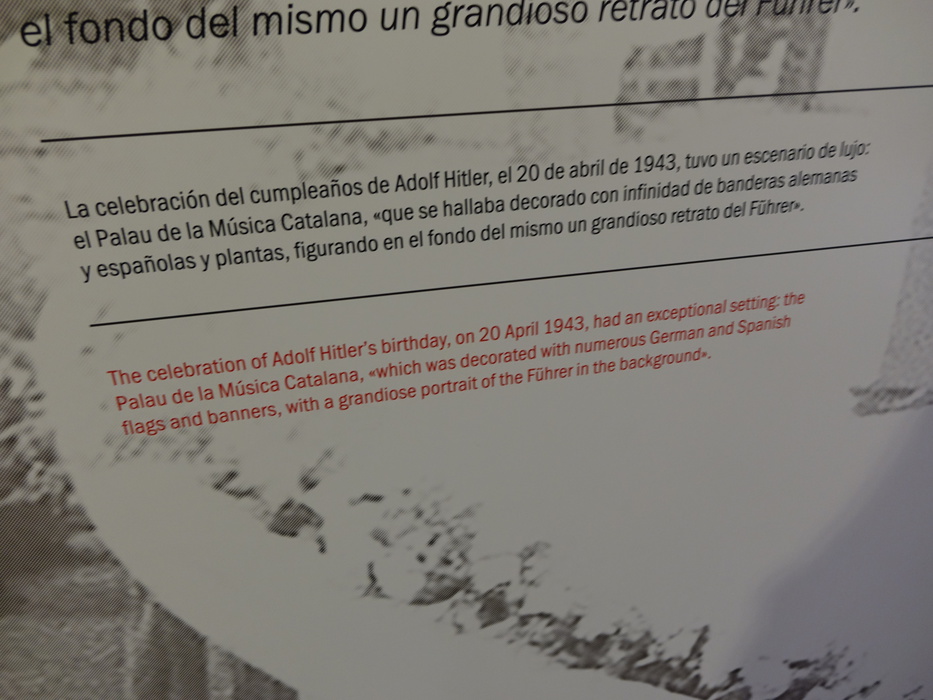 el fondo del mismo un grandioso retrato del Führer».
La celebración del cumpleaños de Adolf Hitler, el 20 de abril de 1943, tuvo un escenario de lujo:
el Palau de la Música Catalana, «que se hallaba decorado con infinidad de banderas alemanas
y españolas y plantas, figurando en el fondo del mismo un grandioso retrato del Führer».
The celebration of Adolf Hitler's birthday, on 20 April 1943, had an exceptional setting: the
Palau de la Música Catalana, «which was decorated with numerous German and Spanish
flags and banners, with a grandiose portrait of the Führer in the background».